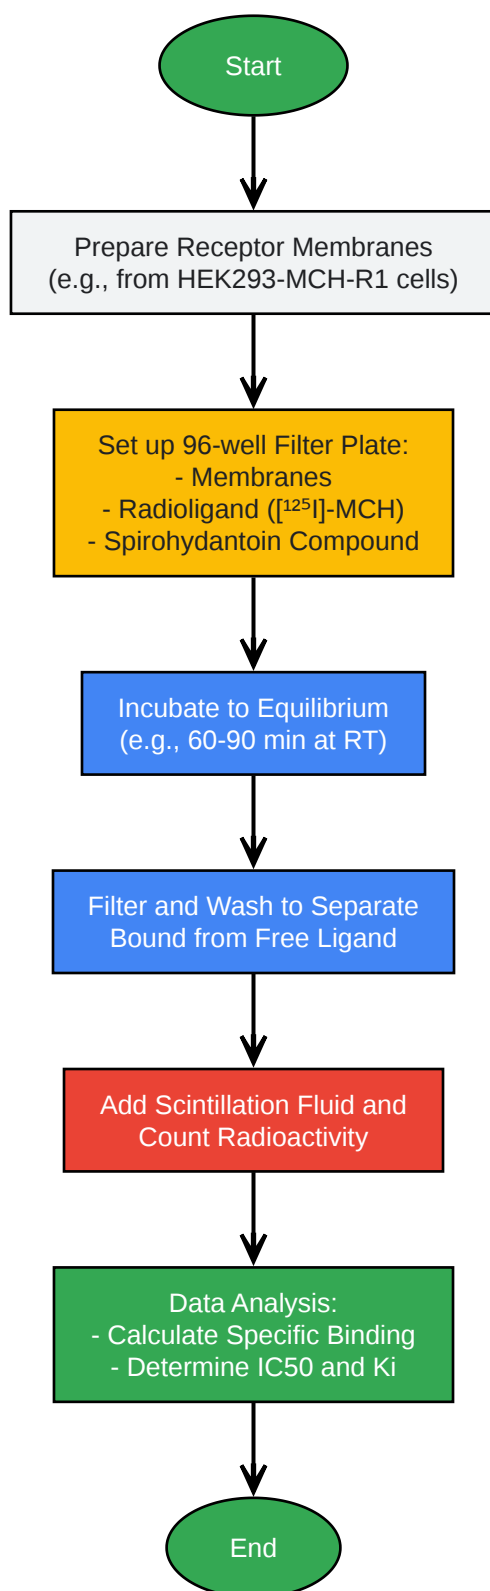 Start
Prepare Receptor Membranes
(e.g., from HEK293-MCH-R1 cells)
Set up 96-well Filter Plate:
- Membranes
- Radioligand ([¹²⁵I]-MCH)
- Spirohydantoin Compound
Incubate to Equilibrium
(e.g., 60-90 min at RT)
Filter and Wash to Separate
Bound from Free Ligand
Add Scintillation Fluid and
Count Radioactivity
Data Analysis:
- Calculate Specific Binding
- Determine IC50 and Ki
End